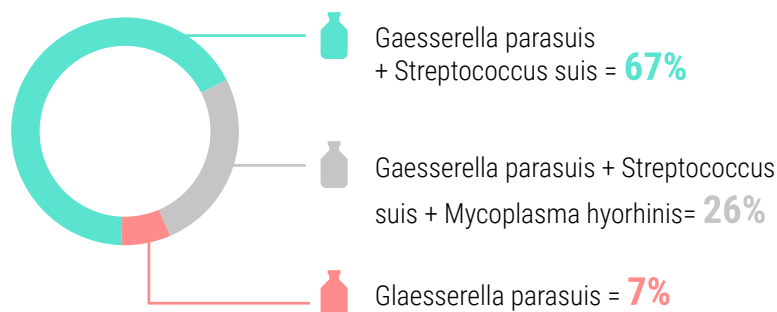 Gaesserella parasuis
+ Streptococcus suis = 67%
Gaesserella parasuis + Streptococcus
suis + Mycoplasma hyorhinis= 26%
Glaesserella parasuis = 7%